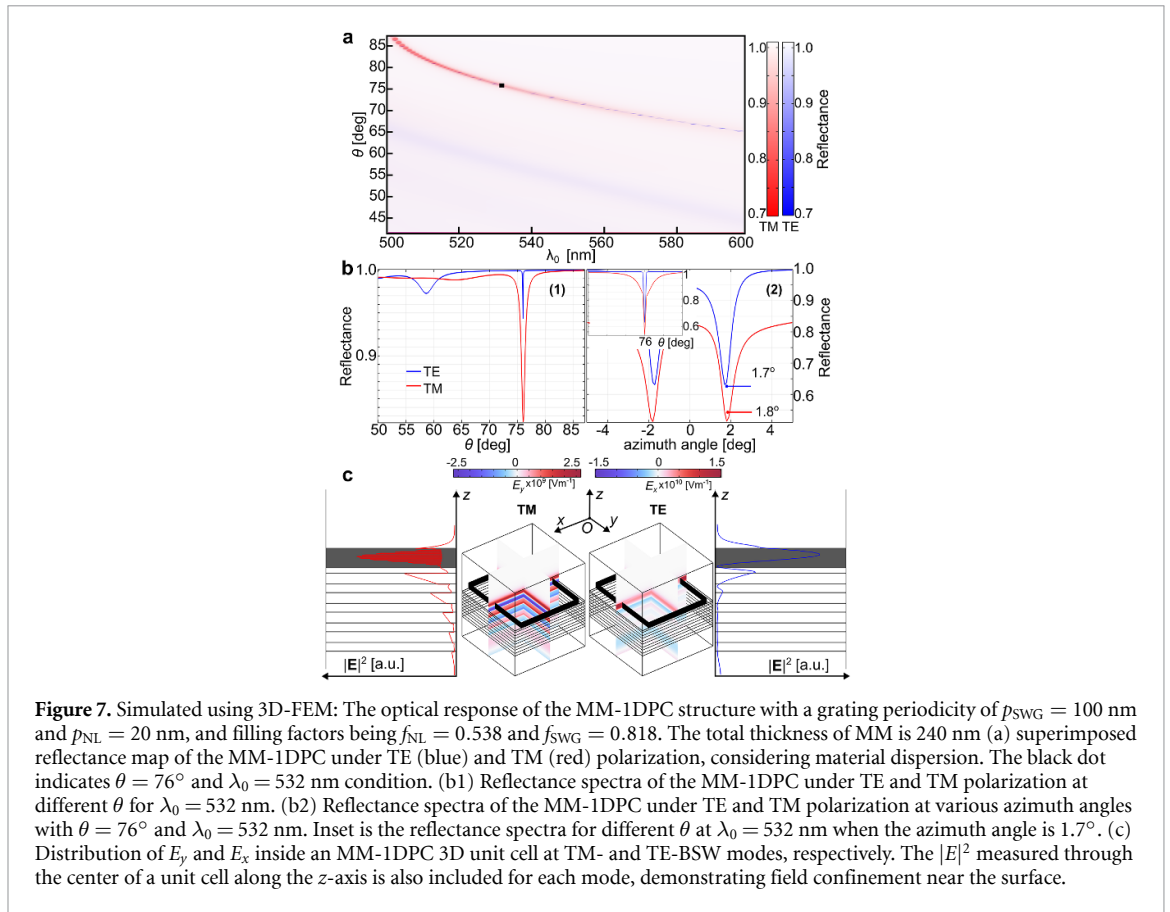 a
85
80
75
70
65
60
55
50
45
θ [deg]
500 520 540 560 580 600
λ₀ [nm]
1.0 1.0
0.9 0.9
0.8 0.8
0.7 0.7
TM TE
Reflectance
b
1.0
0.9
Reflectance
(1)
TE
TM
50 55 60 65 70 75 80 85
θ [deg]
1
0.8
0.6
76 θ [deg]
(2)
1.7°
1.8°
1.0
0.9
0.8
0.7
0.6
Reflectance
-4 -2 0 2 4
azimuth angle [deg]
c
-2.5 0 2.5
E_y x10⁹ [Vm⁻¹]
-1.5 0 1.5
E_x x10¹⁰ [Vm⁻¹]
z
TM
x
z
O
y
TE
z
|E|² [a.u.]
|E|² [a.u.]
Figure 7. Simulated using 3D-FEM: The optical response of the MM-1DPC structure with a grating periodicity of p_SWG = 100 nm
and p_NL = 20 nm, and filling factors being f_NL = 0.538 and f_SWG = 0.818. The total thickness of MM is 240 nm (a) superimposed
reflectance map of the MM-1DPC under TE (blue) and TM (red) polarization, considering material dispersion. The black dot
indicates θ = 76° and λ₀ = 532 nm condition. (b1) Reflectance spectra of the MM-1DPC under TE and TM polarization at
different θ for λ₀ = 532 nm. (b2) Reflectance spectra of the MM-1DPC under TE and TM polarization at various azimuth angles
with θ = 76° and λ₀ = 532 nm. Inset is the reflectance spectra for different θ at λ₀ = 532 nm when the azimuth angle is 1.7°. (c)
Distribution of E_y and E_x inside an MM-1DPC 3D unit cell at TM- and TE-BSW modes, respectively. The |E|² measured through
the center of a unit cell along the z-axis is also included for each mode, demonstrating field confinement near the surface.